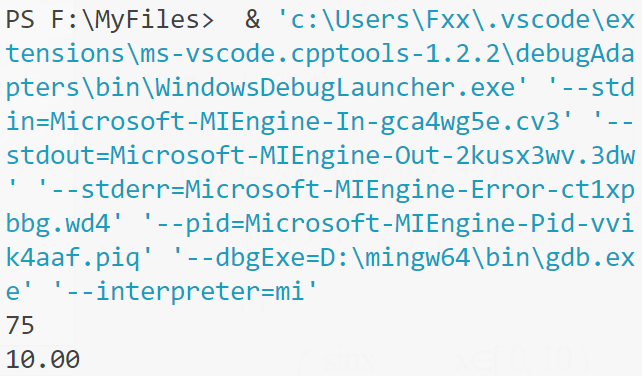 PS F:\MyFiles>  & 'c:\Users\Fxx\.vscode\ex
tensions\ms-vscode.cpptools-1.2.2\debugAda
pters\bin\WindowsDebugLauncher.exe' '--std
in=Microsoft-MIEngine-In-gca4wg5e.cv3' '--
stdout=Microsoft-MIEngine-Out-2kusx3wv.3dw
' '--stderr=Microsoft-MIEngine-Error-ct1xp
bbg.wd4' '--pid=Microsoft-MIEngine-Pid-vvi
k4aaf.piq' '--dbgExe=D:\mingw64\bin\gdb.ex
e' '--interpreter=mi'
75
10.00